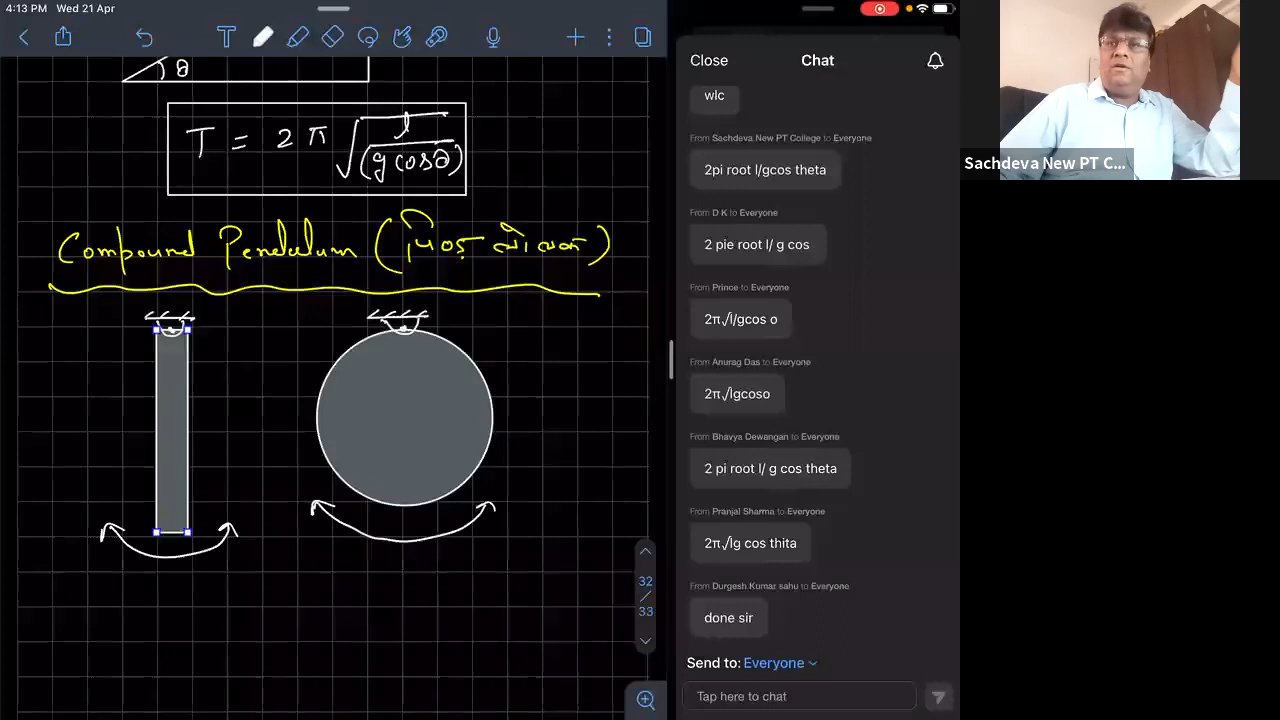 4:13 PM Wed 21 Apr
θ
T = 2 π √(l/(g cosθ))
Compound Pendulum (पिंड लोलक)
32
33
Close Chat
wlc
From Sachdeva New PT College to Everyone
2pi root l/gcos theta
From D K to Everyone
2 pie root l/ g cos
From Prince to Everyone
2π√l/gcos o
From Anurag Das to Everyone
2π√lgcoso
From Bhavya Dewangan to Everyone
2 pi root l/ g cos theta
From Pranjal Sharma to Everyone
2π√lg cos thita
From Durgesh Kumar sahu to Everyone
done sir
Send to: Everyone
Tap here to chat
Sachdeva New PT C...